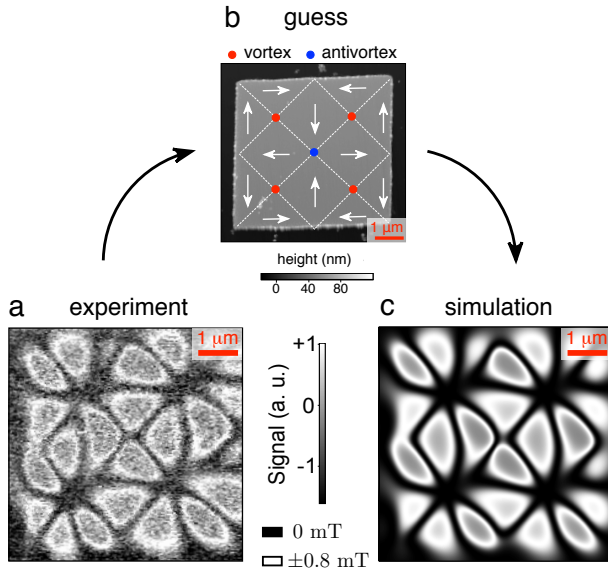 b guess
vortex antivortex
1 μm
height (nm)
0 40 80
a experiment
1 μm
+1
0
-1
Signal (a. u.)
0 mT
±0.8 mT
c simulation
1 μm